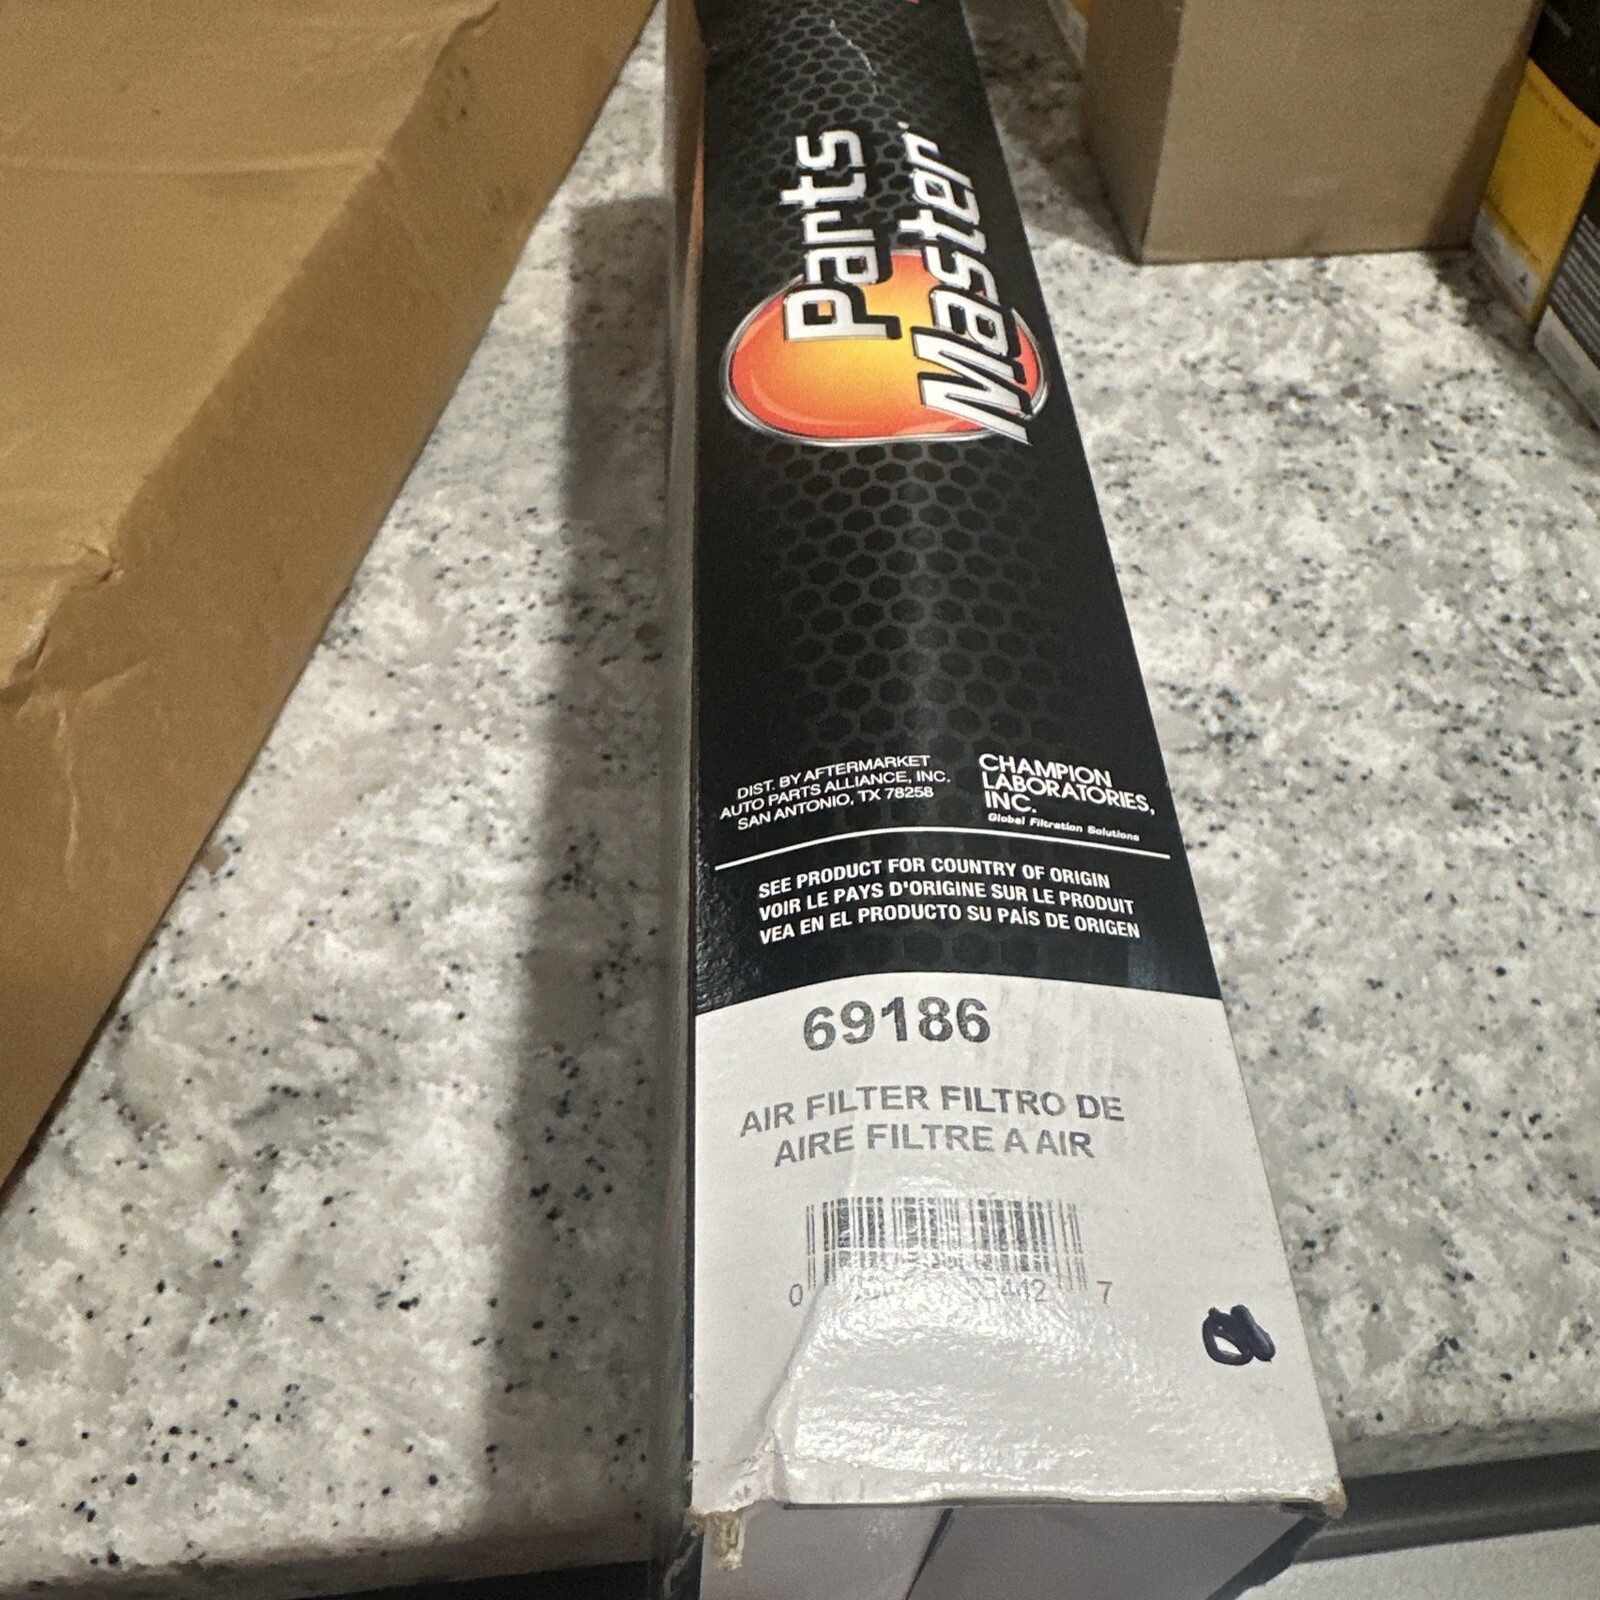 Parts
Master
DIST. BY AFTERMARKET
AUTO PARTS ALLIANCE, INC.
SAN ANTONIO, TX 78258
CHAMPION
LABORATORIES,
INC.
Global Filtration Solutions
SEE PRODUCT FOR COUNTRY OF ORIGIN
VOIR LE PAYS D'ORIGINE SUR LE PRODUIT
VEA EN EL PRODUCTO SU PAÍS DE ORIGEN
69186
AIR FILTER FILTRO DE
AIRE FILTRE A AIR
0 7